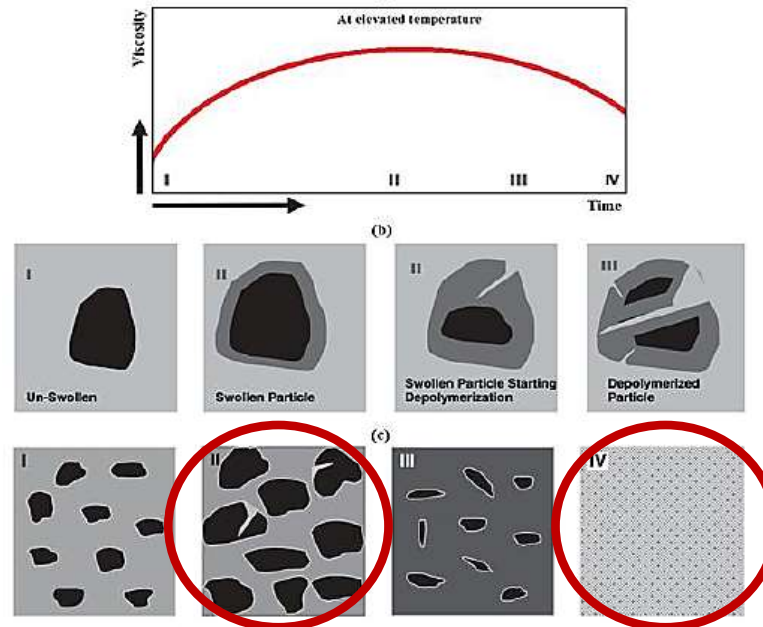 At elevated temperature
Viscosity
I II III IV
Time
(b)
I
Un-Swollen
II
Swollen Particle
II
Swollen Particle Starting
Depolymerization
III
Depolymerized
Particle
(c)
I
II
III
IV